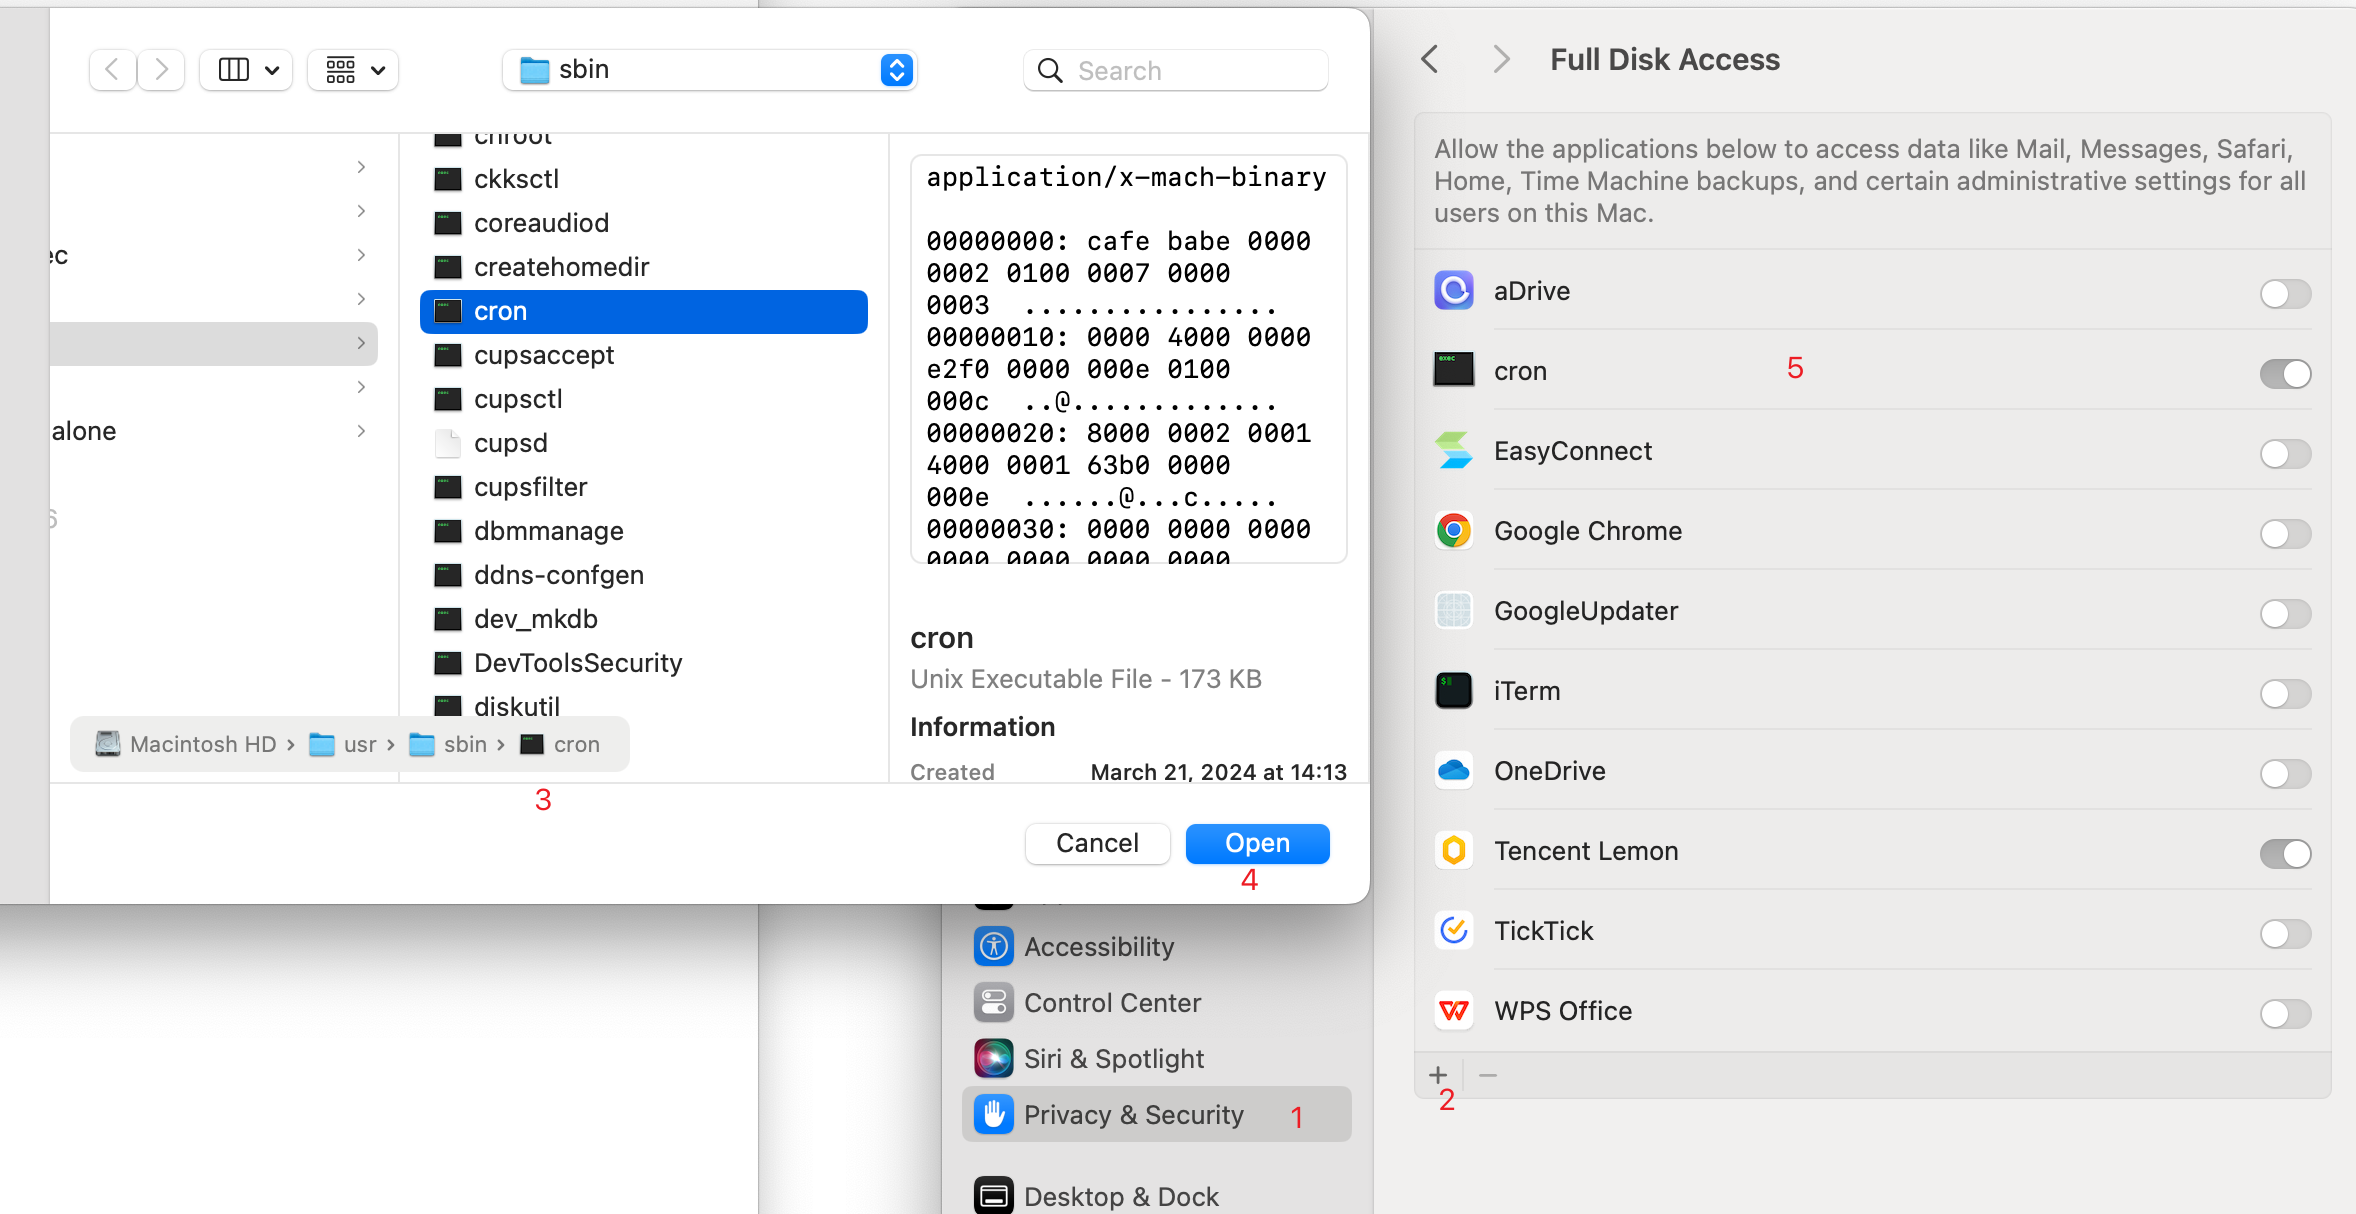 sbin
Search
chroot
ckksctl
coreaudiod
createhomedir
cron
cupsaccept
cupsctl
cupsd
cupsfilter
dbmmanage
ddns-confgen
dev_mkdb
DevToolsSecurity
diskutil
ec
alone
6
Macintosh HD › usr › sbin › cron
3
application/x-mach-binary
00000000: cafe babe 0000
0002 0100 0007 0000
0003  ................
00000010: 0000 4000 0000
e2f0 0000 000e 0100
000c  ..@.............
00000020: 8000 0002 0001
4000 0001 63b0 0000
000e  ......@...c.....
00000030: 0000 0000 0000
0000 0000 0000 0000
cron
Unix Executable File - 173 KB
Information
Created March 21, 2024 at 14:13
Cancel
Open
4
Accessibility
Control Center
Siri & Spotlight
Privacy & Security 1
Desktop & Dock
Full Disk Access
Allow the applications below to access data like Mail, Messages, Safari,
Home, Time Machine backups, and certain administrative settings for all
users on this Mac.
aDrive
exec
cron 5
EasyConnect
Google Chrome
GoogleUpdater
iTerm
OneDrive
Tencent Lemon
TickTick
WPS Office
+ −
2